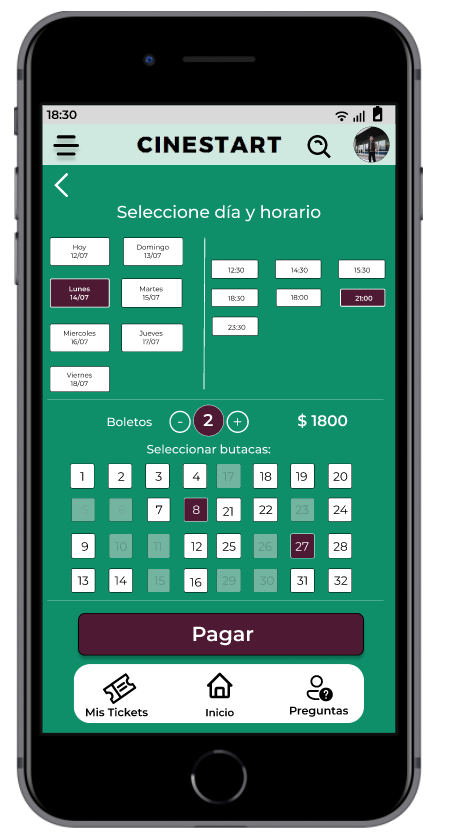 18:30
CINESTART
Seleccione día y horario
Hoy
12/07
Domingo
13/07
Lunes
14/07
Martes
15/07
Miercoles
16/07
Jueves
17/07
Viernes
18/07
12:30 14:30 15:30
18:30 18:00 21:00
23:30
Boletos - 2 + $ 1800
Seleccionar butacas:
1 2 3 4 17 18 19 20
5 6 7 8 21 22 23 24
9 10 11 12 25 26 27 28
13 14 15 16 29 30 31 32
Pagar
Mis Tickets Inicio Preguntas